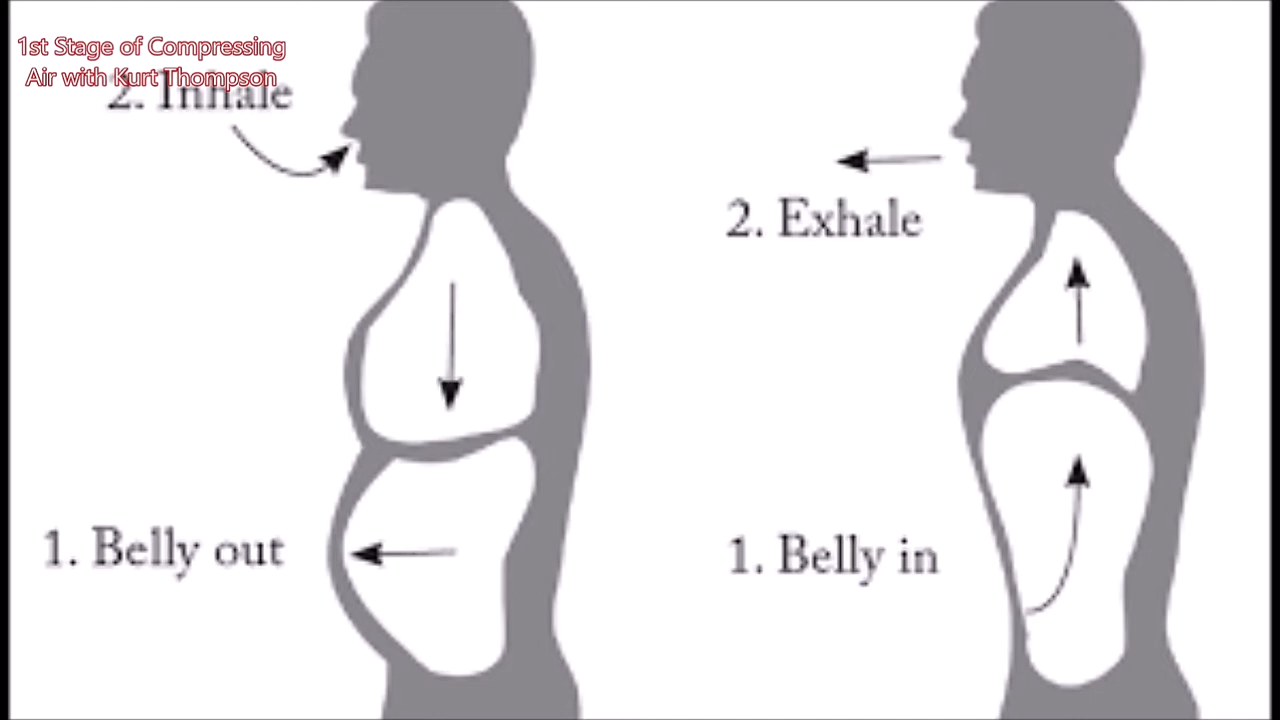 1st Stage of Compressing
Air with Kurt Thompson
2. Inhale
2. Exhale
1. Belly out
1. Belly in